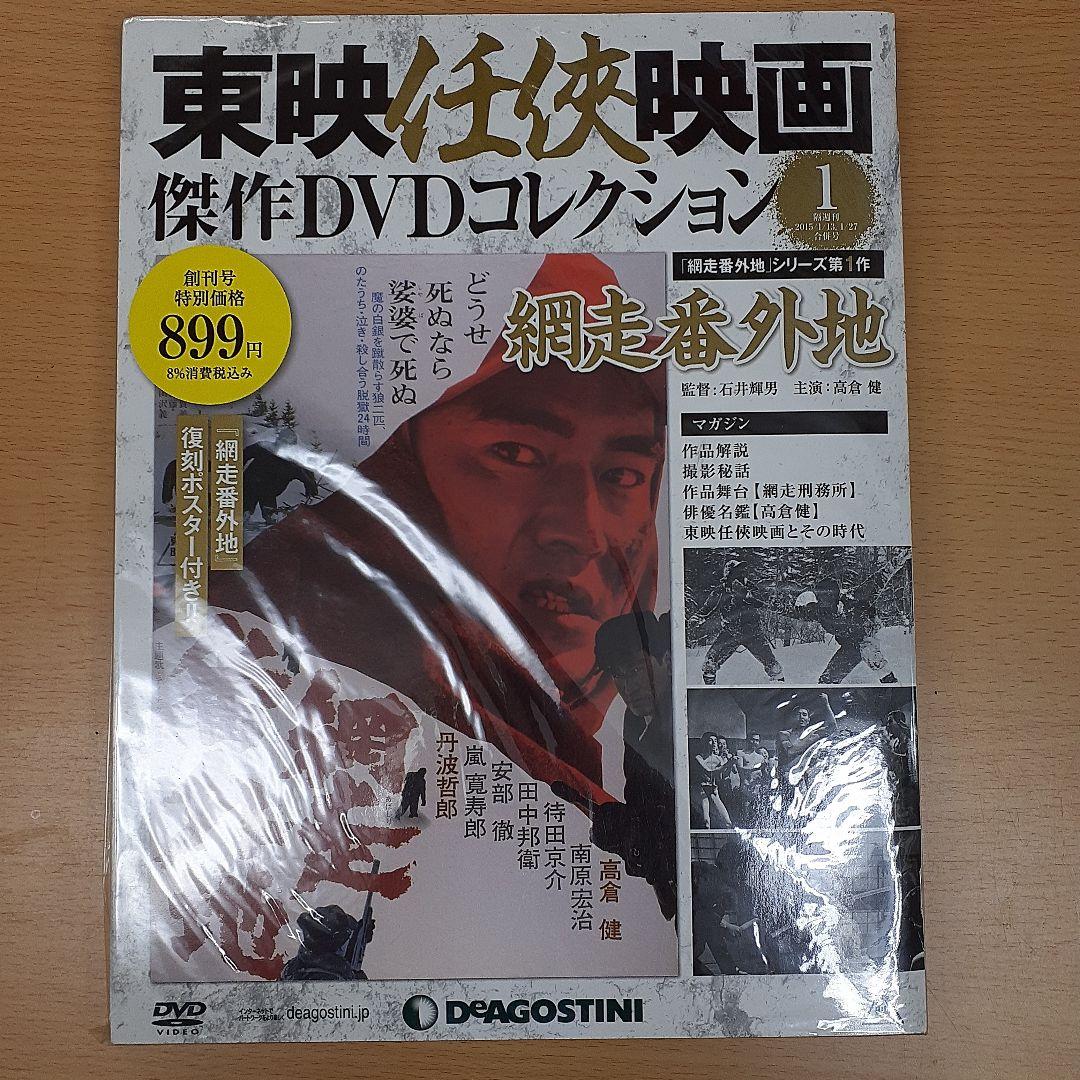 東映任俠映画
傑作DVDコレクション
1
隔週刊
2015/1/13, 1/27
合併号
創刊号
特別価格
899円
8%消費税込み
「網走番外地」シリーズ第1作
網走番外地
監督:石井輝男 主演:高倉 健
マガジン
作品解説
撮影秘話
作品舞台【網走刑務所】
俳優名鑑【高倉健】
東映任俠映画とその時代
どうせ
死ぬなら
娑婆で死ぬ
魔の白銀を蹴散らす狼二匹、
のたうち・泣き・殺し合う脱獄24時間
『網走番外地』
復刻ポスター付き!!
高倉 健
南原宏治
待田京介
田中邦衛
安部 徹
嵐 寛寿郎
丹波哲郎
DVD
VIDEO
deagostini.jp
DeAGOSTINI